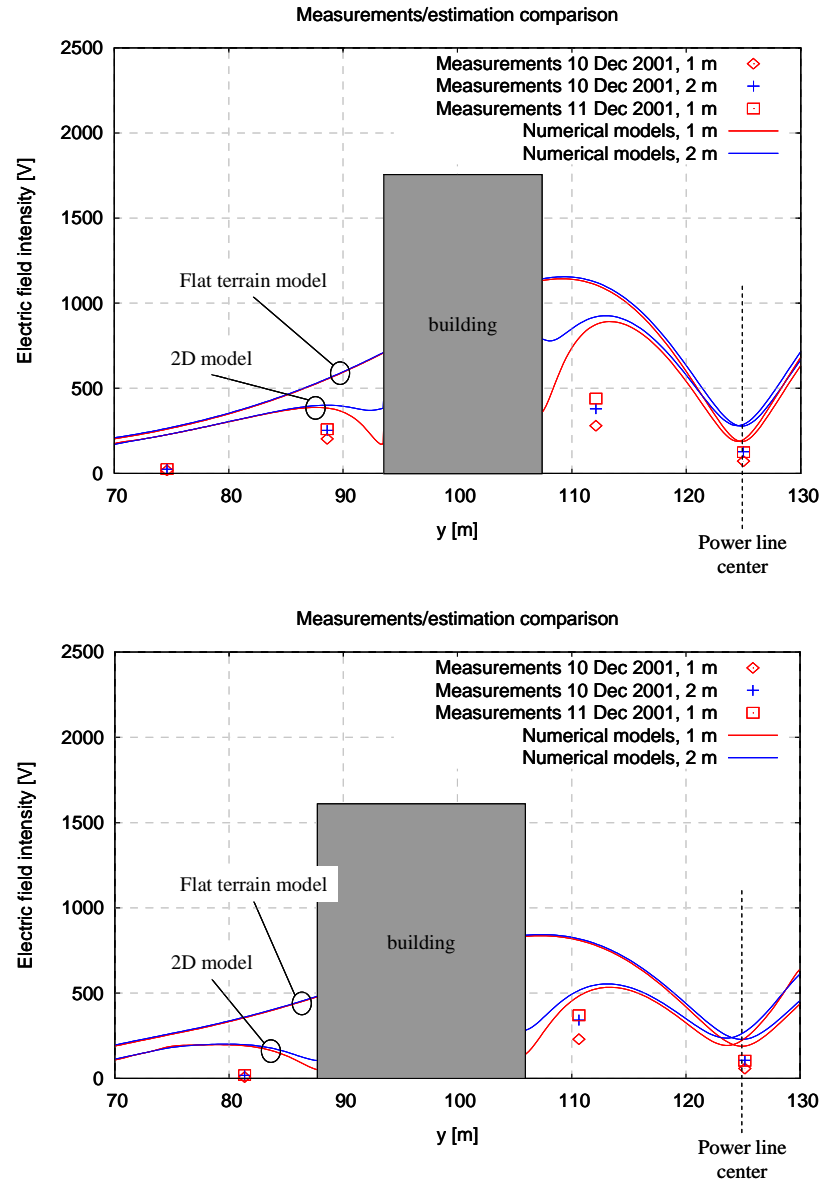 Measurements/estimation comparison
2500
2000
1500
1000
500
0
Electric field intensity [V]
Measurements 10 Dec 2001, 1 m
Measurements 10 Dec 2001, 2 m
Measurements 11 Dec 2001, 1 m
Numerical models, 1 m
Numerical models, 2 m
Flat terrain model
2D model
building
70 80 90 100 110 120 130
y [m]
Power line
center
Measurements/estimation comparison
2500
2000
1500
1000
500
0
Electric field intensity [V]
Measurements 10 Dec 2001, 1 m
Measurements 10 Dec 2001, 2 m
Measurements 11 Dec 2001, 1 m
Numerical models, 1 m
Numerical models, 2 m
Flat terrain model
2D model
building
70 80 90 100 110 120 130
y [m]
Power line
center